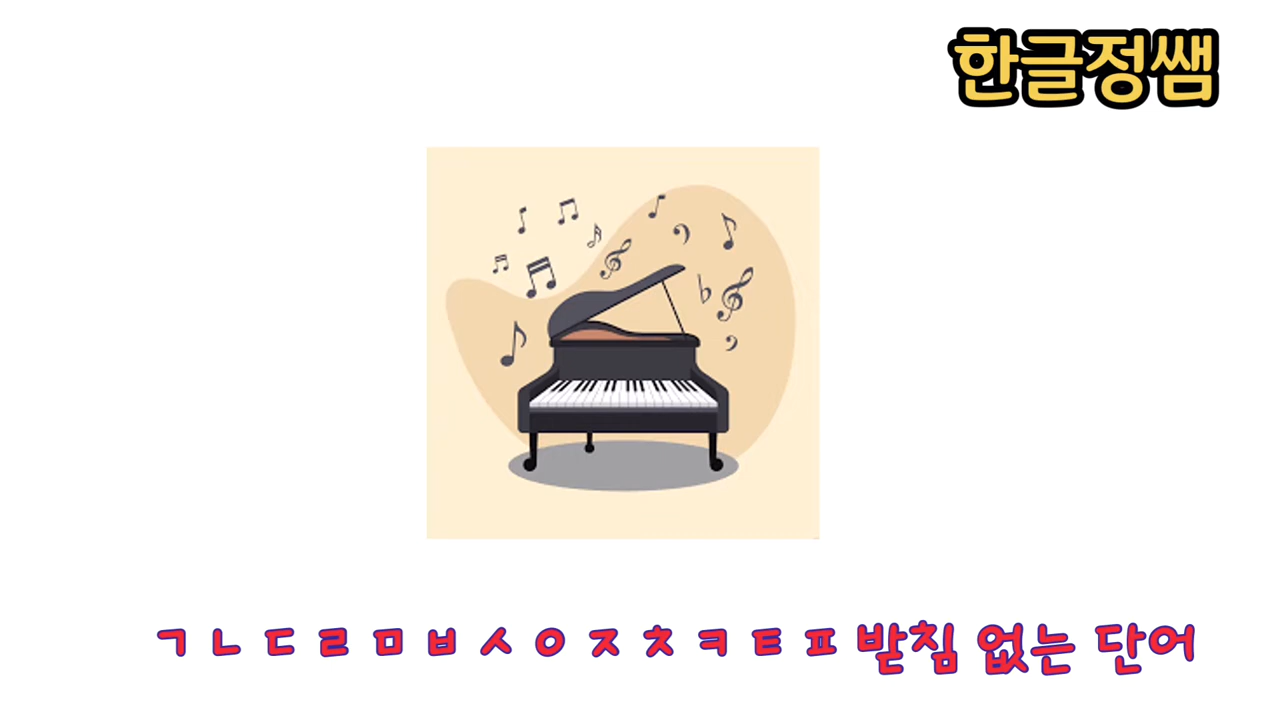 한글정쌤
ㄱ ㄴ ㄷ ㄹ ㅁ ㅂ ㅅ ㅇ ㅈ ㅊ ㅋ ㅌ ㅍ 받침 없는 단어